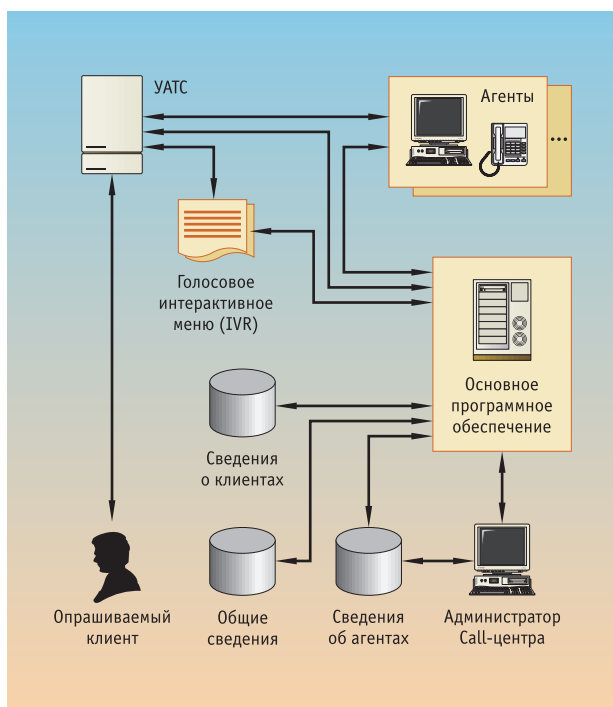 УАТС
Агенты
...
Голосовое
интерактивное
меню (IVR)
Основное
программное
обеспечение
Сведения
о клиентах
Опрашиваемый
клиент
Общие
сведения
Сведения
об агентах
Администратор
Call-центра